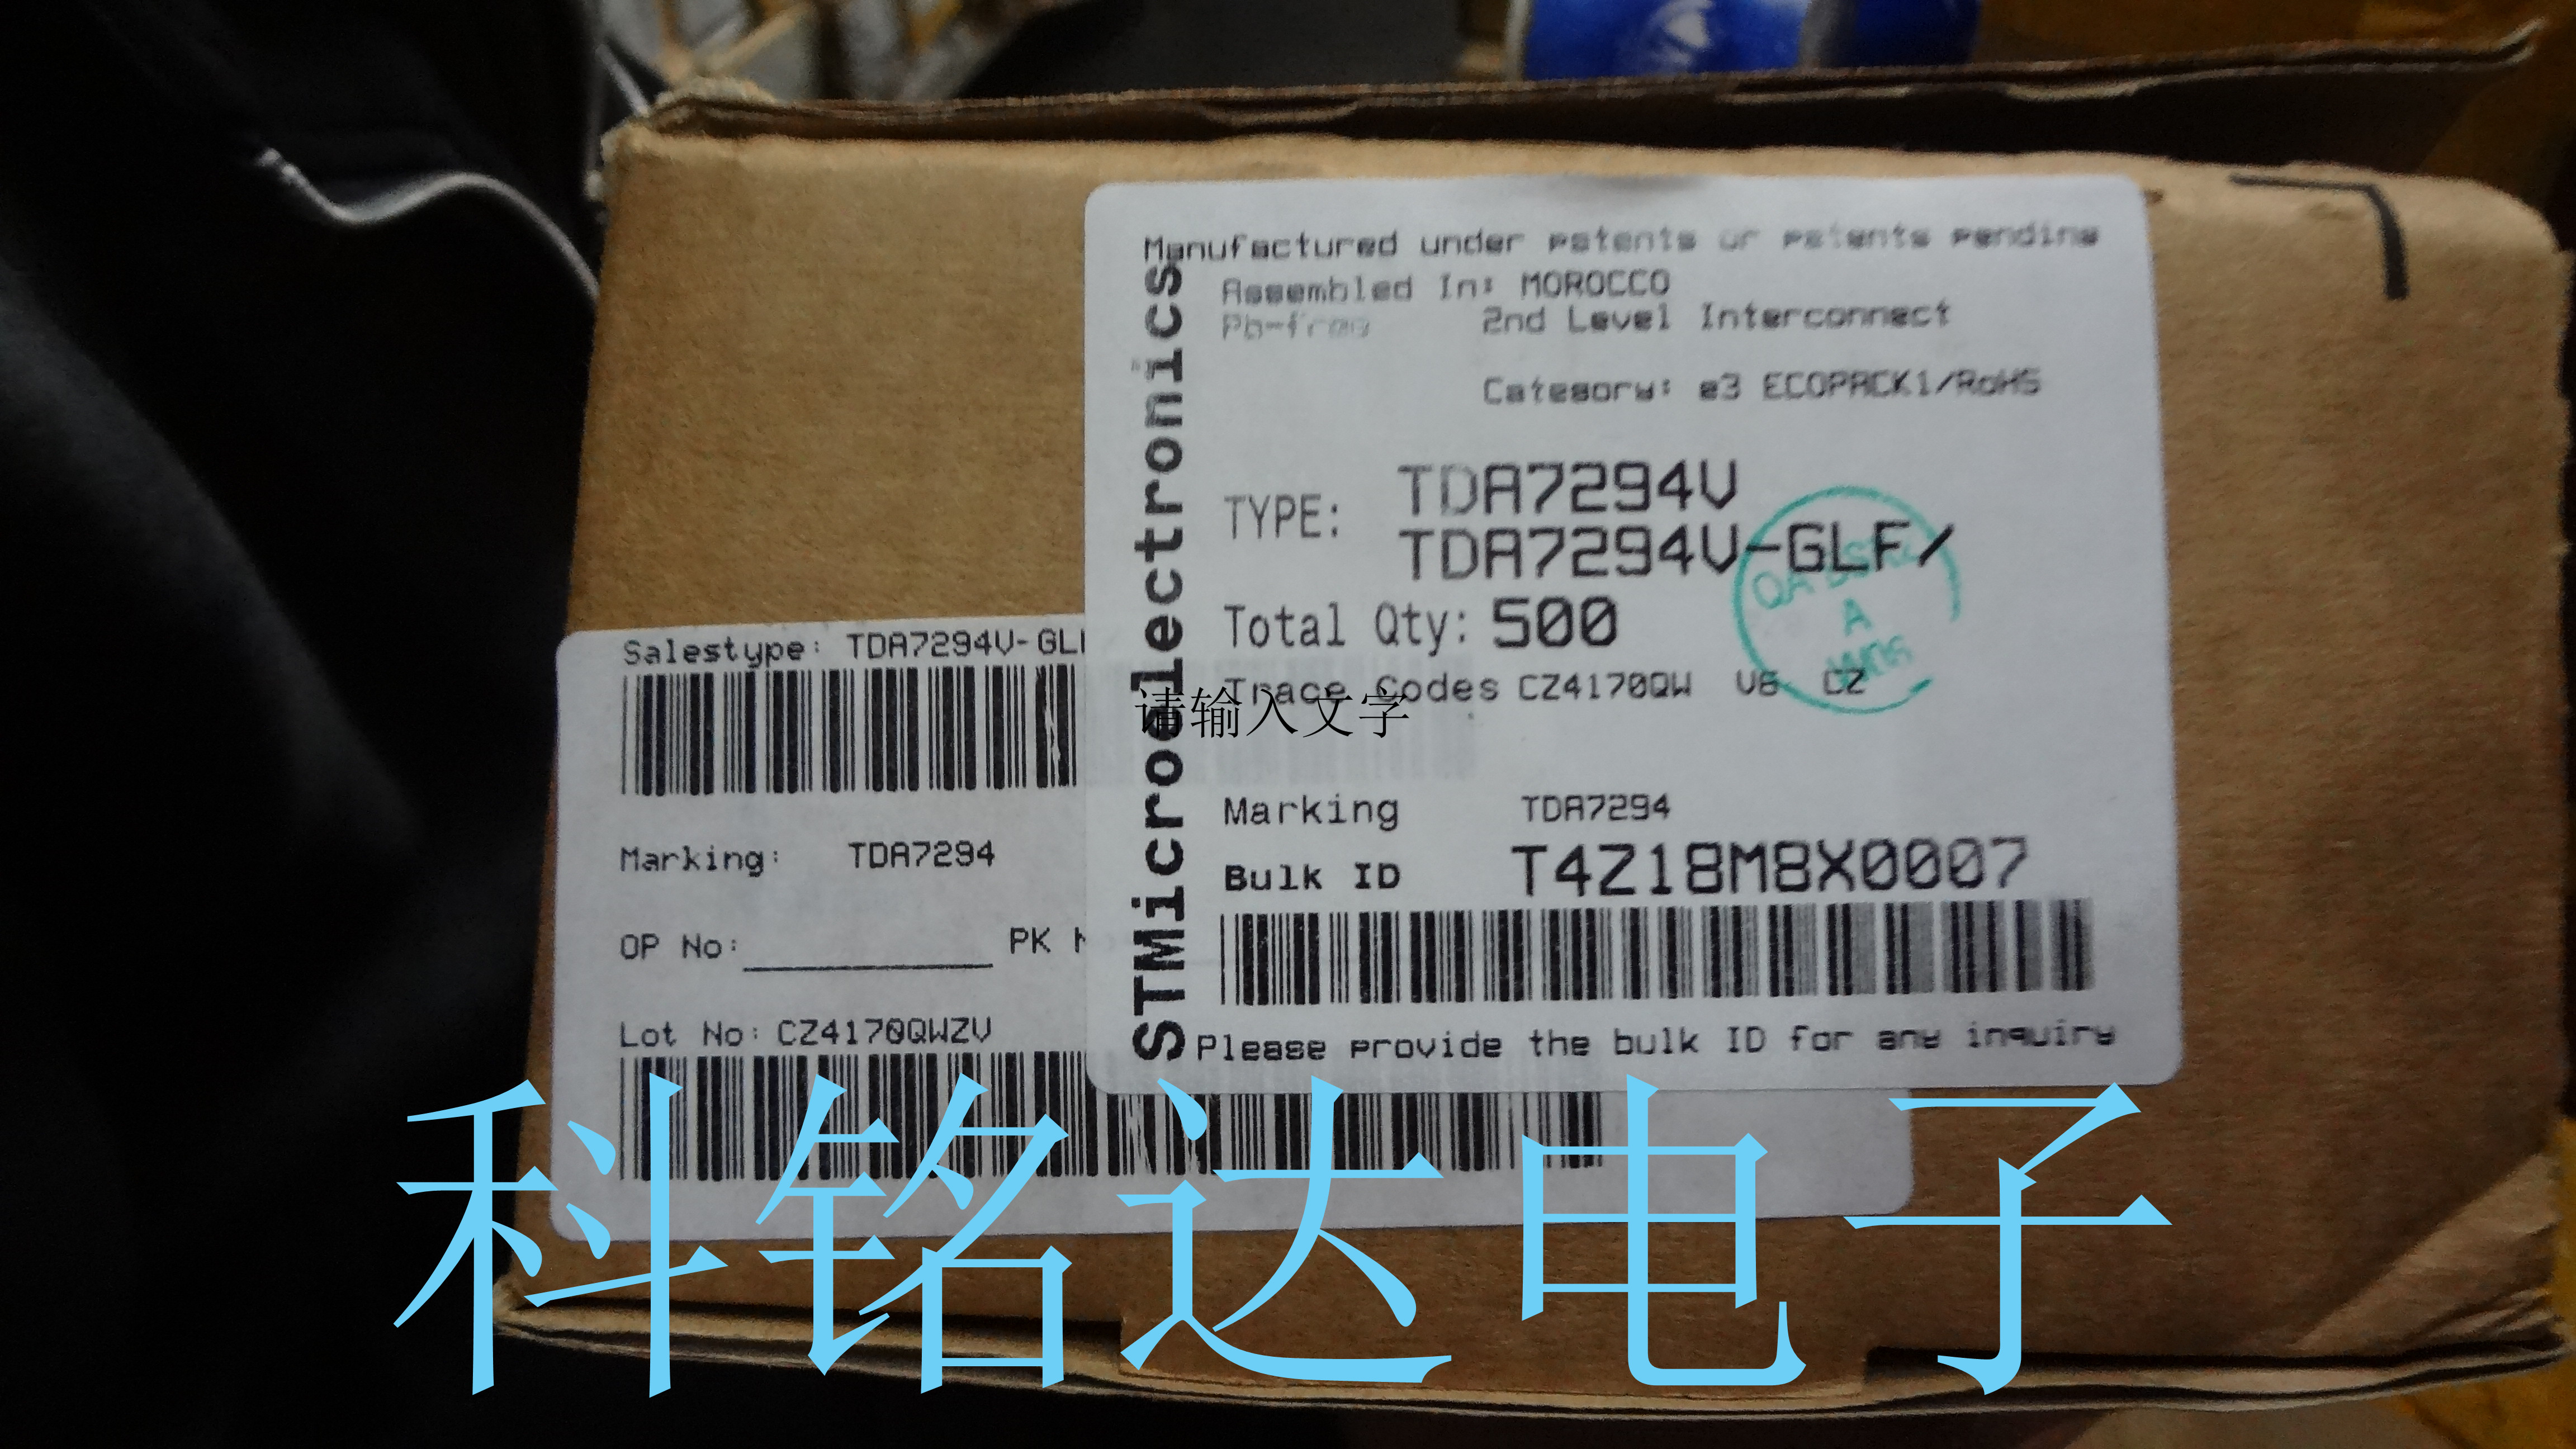 Manufactured under patents or patents pending
Assembled In: MOROCCO
Pb-free 2nd Level Interconnect
Category: e3 ECOPACK1/RoHS
STMicroelectronics
TYPE: TDA7294V
TDA7294V-GLF/
Total Qty: 500
Trace Codes CZ4170QW V6 CZ
请输入文字
Marking TDA7294
Bulk ID T4Z18M8X0007
Please provide the bulk ID for any inquiry
QA
A
Salestype: TDA7294V-GL
Marking: TDA7294
OP No: PK
Lot No: CZ4170QWZV
科铭达电子